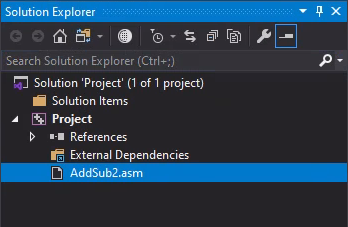 Solution Explorer
Search Solution Explorer (Ctrl+;)
Solution 'Project' (1 of 1 project)
Solution Items
Project
References
External Dependencies
AddSub2.asm